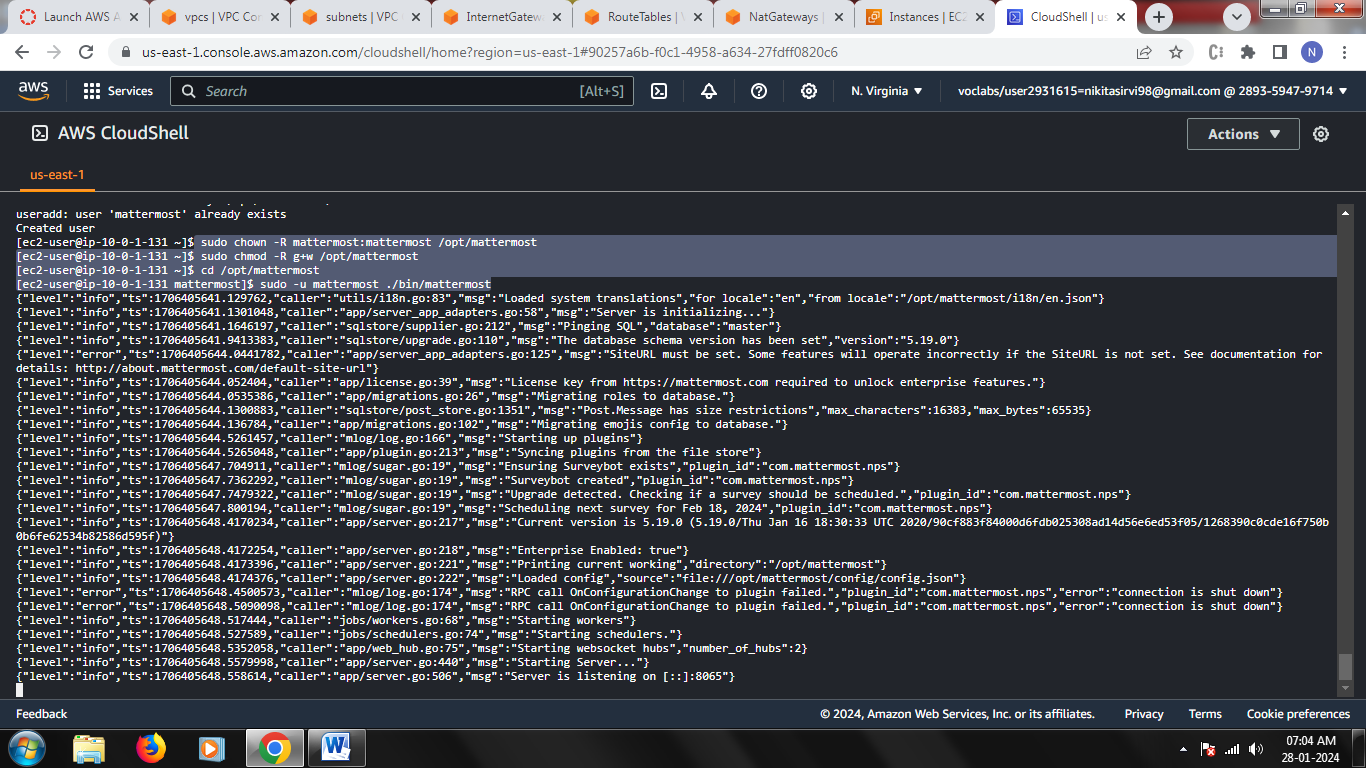 Launch AWS A
vpcs | VPC Con
subnets | VPC
InternetGatew
RouteTables | V
NatGateways |
Instances | EC2
CloudShell | us
us-east-1.console.aws.amazon.com/cloudshell/home?region=us-east-1#90257a6b-f0c1-4958-a634-27fdff0820c6
N
aws
Services
Search
[Alt+S]
N. Virginia
voclabs/user2931615=nikitasirvi98@gmail.com @ 2893-5947-9714
AWS CloudShell
Actions
us-east-1
useradd: user 'mattermost' already exists
Created user
[ec2-user@ip-10-0-1-131 ~]$ sudo chown -R mattermost:mattermost /opt/mattermost
[ec2-user@ip-10-0-1-131 ~]$ sudo chmod -R g+w /opt/mattermost
[ec2-user@ip-10-0-1-131 ~]$ cd /opt/mattermost
[ec2-user@ip-10-0-1-131 mattermost]$ sudo -u mattermost ./bin/mattermost
{"level":"info","ts":1706405641.129762,"caller":"utils/i18n.go:83","msg":"Loaded system translations","for locale":"en","from locale":"/opt/mattermost/i18n/en.json"}
{"level":"info","ts":1706405641.1301048,"caller":"app/server_app_adapters.go:58","msg":"Server is initializing..."}
{"level":"info","ts":1706405641.1646197,"caller":"sqlstore/supplier.go:212","msg":"Pinging SQL","database":"master"}
{"level":"info","ts":1706405641.9413383,"caller":"sqlstore/upgrade.go:110","msg":"The database schema version has been set","version":"5.19.0"}
{"level":"error","ts":1706405644.0441782,"caller":"app/server_app_adapters.go:125","msg":"SiteURL must be set. Some features will operate incorrectly if the SiteURL is not set. See documentation for
details: http://about.mattermost.com/default-site-url"}
{"level":"info","ts":1706405644.052404,"caller":"app/license.go:39","msg":"License key from https://mattermost.com required to unlock enterprise features."}
{"level":"info","ts":1706405644.0535386,"caller":"app/migrations.go:26","msg":"Migrating roles to database."}
{"level":"info","ts":1706405644.1300883,"caller":"sqlstore/post_store.go:1351","msg":"Post.Message has size restrictions","max_characters":16383,"max_bytes":65535}
{"level":"info","ts":1706405644.136784,"caller":"app/migrations.go:102","msg":"Migrating emojis config to database."}
{"level":"info","ts":1706405644.5261457,"caller":"mlog/log.go:166","msg":"Starting up plugins"}
{"level":"info","ts":1706405644.5265048,"caller":"app/plugin.go:213","msg":"Syncing plugins from the file store"}
{"level":"info","ts":1706405647.704911,"caller":"mlog/sugar.go:19","msg":"Ensuring Surveybot exists","plugin_id":"com.mattermost.nps"}
{"level":"info","ts":1706405647.7362292,"caller":"mlog/sugar.go:19","msg":"Surveybot created","plugin_id":"com.mattermost.nps"}
{"level":"info","ts":1706405647.7479322,"caller":"mlog/sugar.go:19","msg":"Upgrade detected. Checking if a survey should be scheduled.","plugin_id":"com.mattermost.nps"}
{"level":"info","ts":1706405647.800194,"caller":"mlog/sugar.go:19","msg":"Scheduling next survey for Feb 18, 2024","plugin_id":"com.mattermost.nps"}
{"level":"info","ts":1706405648.4170234,"caller":"app/server.go:217","msg":"Current version is 5.19.0 (5.19.0/Thu Jan 16 18:30:33 UTC 2020/90cf883f84000d6fdb025308ad14d56e6ed53f05/1268390c0cde16f750b
0b6fe62534b82586d595f)"}
{"level":"info","ts":1706405648.4172254,"caller":"app/server.go:218","msg":"Enterprise Enabled: true"}
{"level":"info","ts":1706405648.4173396,"caller":"app/server.go:221","msg":"Printing current working","directory":"/opt/mattermost"}
{"level":"info","ts":1706405648.4174376,"caller":"app/server.go:222","msg":"Loaded config","source":"file:///opt/mattermost/config/config.json"}
{"level":"error","ts":1706405648.4500573,"caller":"mlog/log.go:174","msg":"RPC call OnConfigurationChange to plugin failed.","plugin_id":"com.mattermost.nps","error":"connection is shut down"}
{"level":"error","ts":1706405648.5090098,"caller":"mlog/log.go:174","msg":"RPC call OnConfigurationChange to plugin failed.","plugin_id":"com.mattermost.nps","error":"connection is shut down"}
{"level":"info","ts":1706405648.517444,"caller":"jobs/workers.go:68","msg":"Starting workers"}
{"level":"info","ts":1706405648.527589,"caller":"jobs/schedulers.go:74","msg":"Starting schedulers."}
{"level":"info","ts":1706405648.5352058,"caller":"app/web_hub.go:75","msg":"Starting websocket hubs","number_of_hubs":2}
{"level":"info","ts":1706405648.5579998,"caller":"app/server.go:440","msg":"Starting Server..."}
{"level":"info","ts":1706405648.558614,"caller":"app/server.go:506","msg":"Server is listening on [::]:8065"}
Feedback
© 2024, Amazon Web Services, Inc. or its affiliates.
Privacy
Terms
Cookie preferences
07:04 AM
28-01-2024